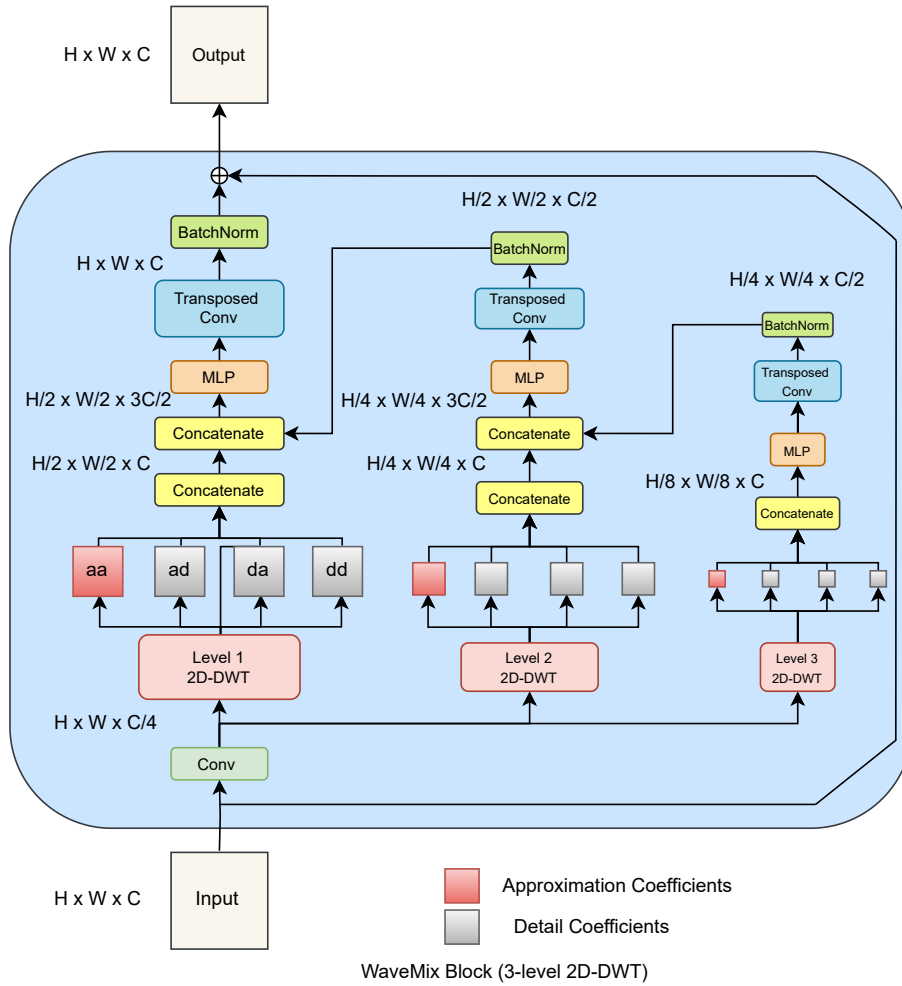 H x W x C
Output
H/2 x W/2 x C/2
BatchNorm
BatchNorm
H x W x C
H/4 x W/4 x C/2
Transposed
Conv
Transposed
Conv
BatchNorm
MLP
MLP
Transposed
Conv
H/2 x W/2 x 3C/2
H/4 x W/4 x 3C/2
Concatenate
Concatenate
MLP
H/2 x W/2 x C
H/4 x W/4 x C
H/8 x W/8 x C
Concatenate
Concatenate
Concatenate
aa
ad
da
dd
Level 1
2D-DWT
Level 2
2D-DWT
Level 3
2D-DWT
H x W x C/4
Conv
H x W x C
Input
Approximation Coefficients
Detail Coefficients
WaveMix Block (3-level 2D-DWT)